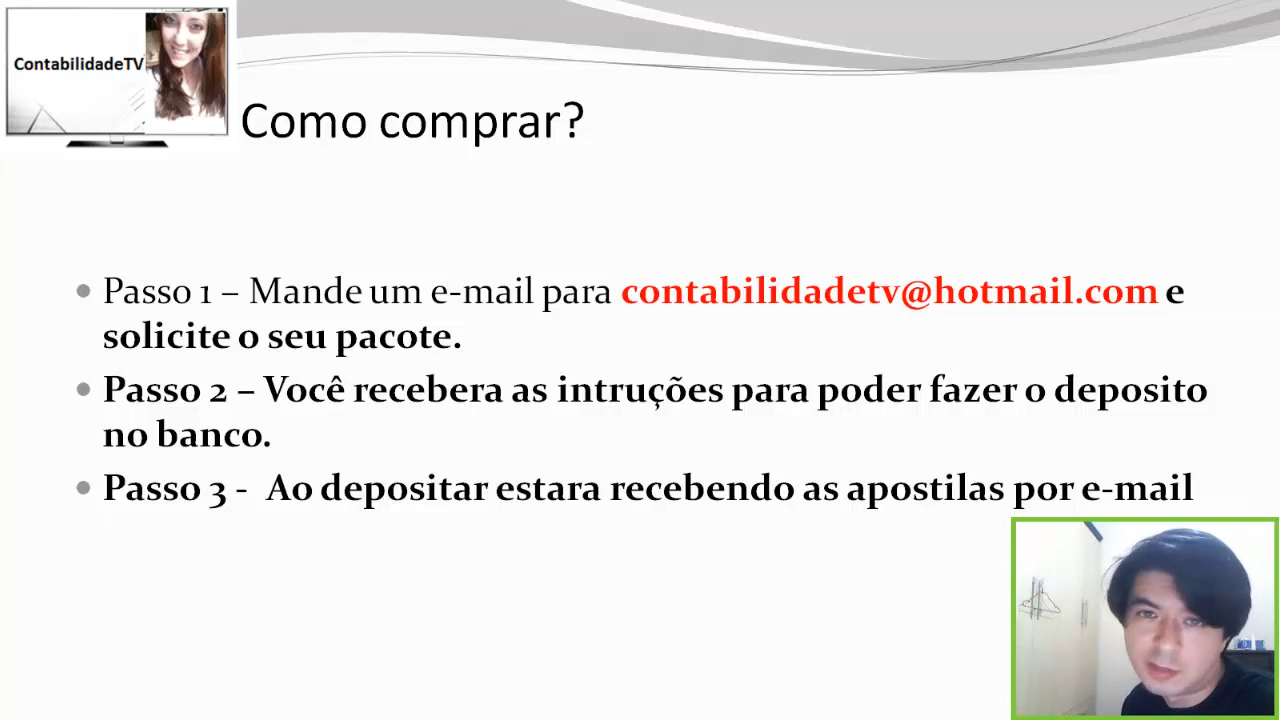 ContabilidadeTV
Como comprar?
• Passo 1 – Mande um e-mail para contabilidadetv@hotmail.com e
solicite o seu pacote.
• Passo 2 – Você recebera as intruções para poder fazer o deposito
no banco.
• Passo 3 - Ao depositar estara recebendo as apostilas por e-mail